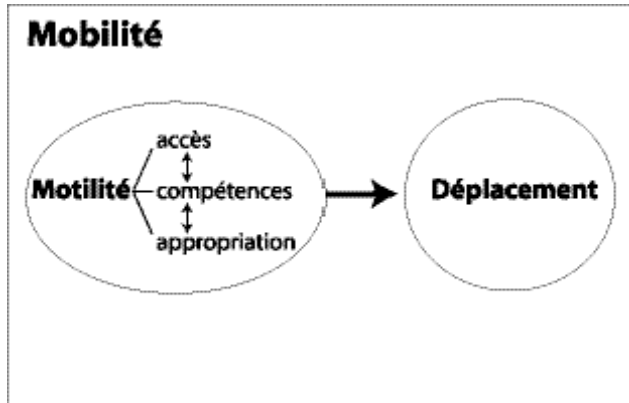 Mobilité
accès
Motilité compétences Déplacement
appropriation